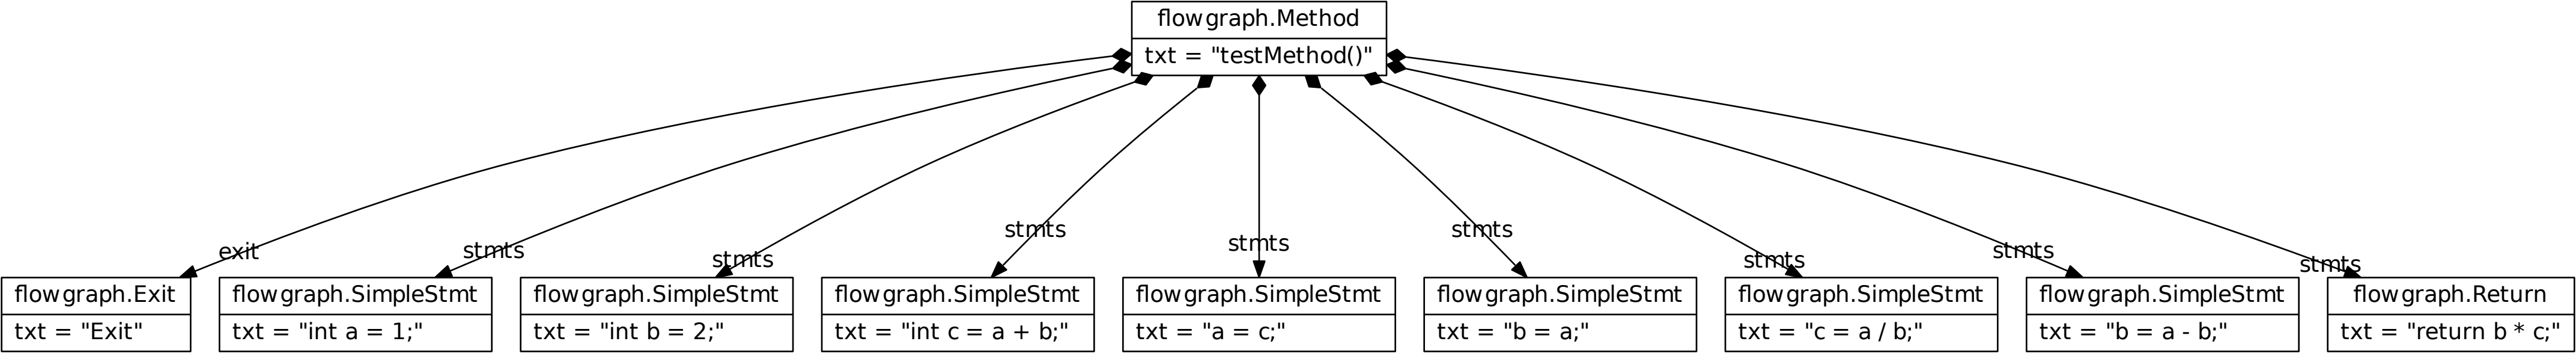 flowgraph.Method
txt = "testMethod()"
exit
stmts
stmts
stmts
stmts
stmts
stmts
stmts
stmts
flowgraph.Exit
txt = "Exit"
flowgraph.SimpleStmt
txt = "int a = 1;"
flowgraph.SimpleStmt
txt = "int b = 2;"
flowgraph.SimpleStmt
txt = "int c = a + b;"
flowgraph.SimpleStmt
txt = "a = c;"
flowgraph.SimpleStmt
txt = "b = a;"
flowgraph.SimpleStmt
txt = "c = a / b;"
flowgraph.SimpleStmt
txt = "b = a - b;"
flowgraph.Return
txt = "return b * c;"